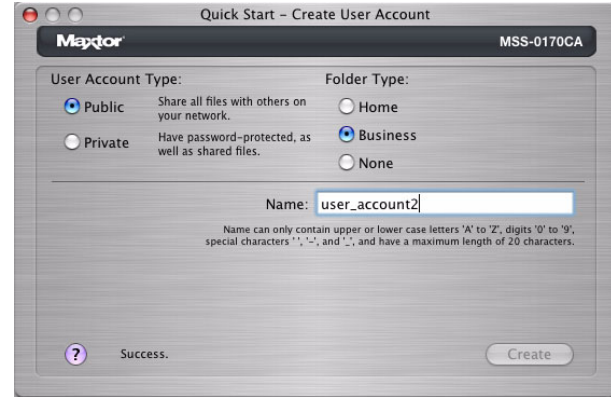 Quick Start - Create User Account
Maxtor MSS-0170CA
User Account Type: Folder Type:
Public Share all files with others on your network.
Private Have password-protected, as well as shared files.
Home
Business
None
Name: user_account2
Name can only contain upper or lower case letters 'A' to 'Z', digits '0' to '9',
special characters ' ', '-', and '_', and have a maximum length of 20 characters.
? Success. Create